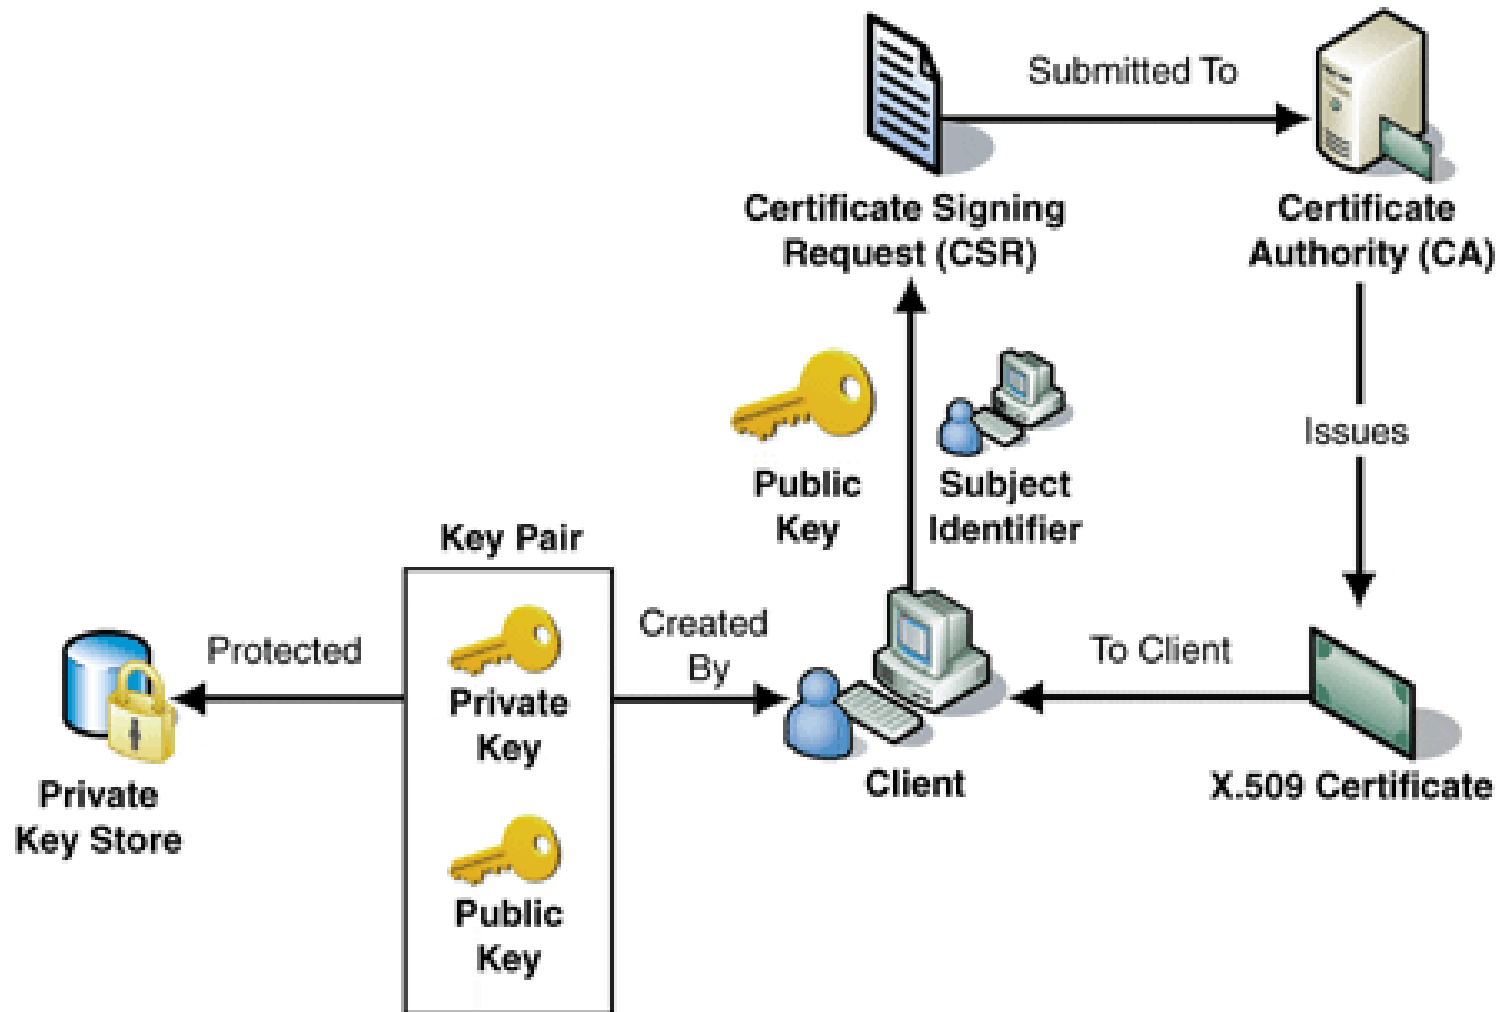 Submitted To
Certificate Signing
Request (CSR)
Certificate
Authority (CA)
Public
Key
Subject
Identifier
Issues
Key Pair
Protected
Private
Key
Created
By
To Client
Client
X.509 Certificate
Private
Key Store
Public
Key